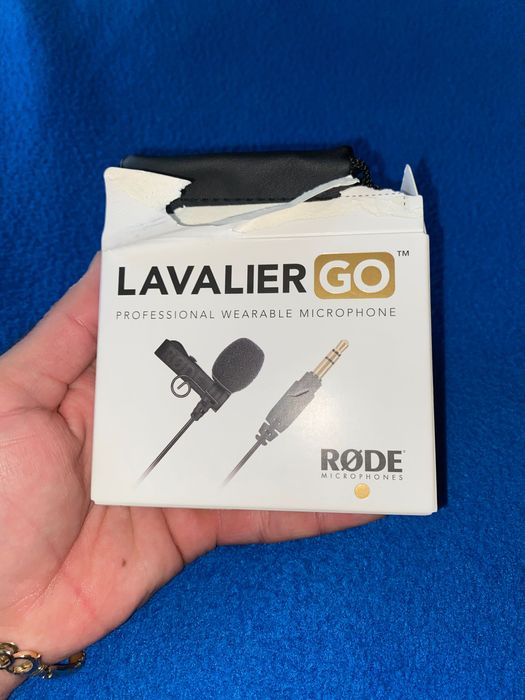 LAVALIER GO™
PROFESSIONAL WEARABLE MICROPHONE
RØDE
MICROPHONES